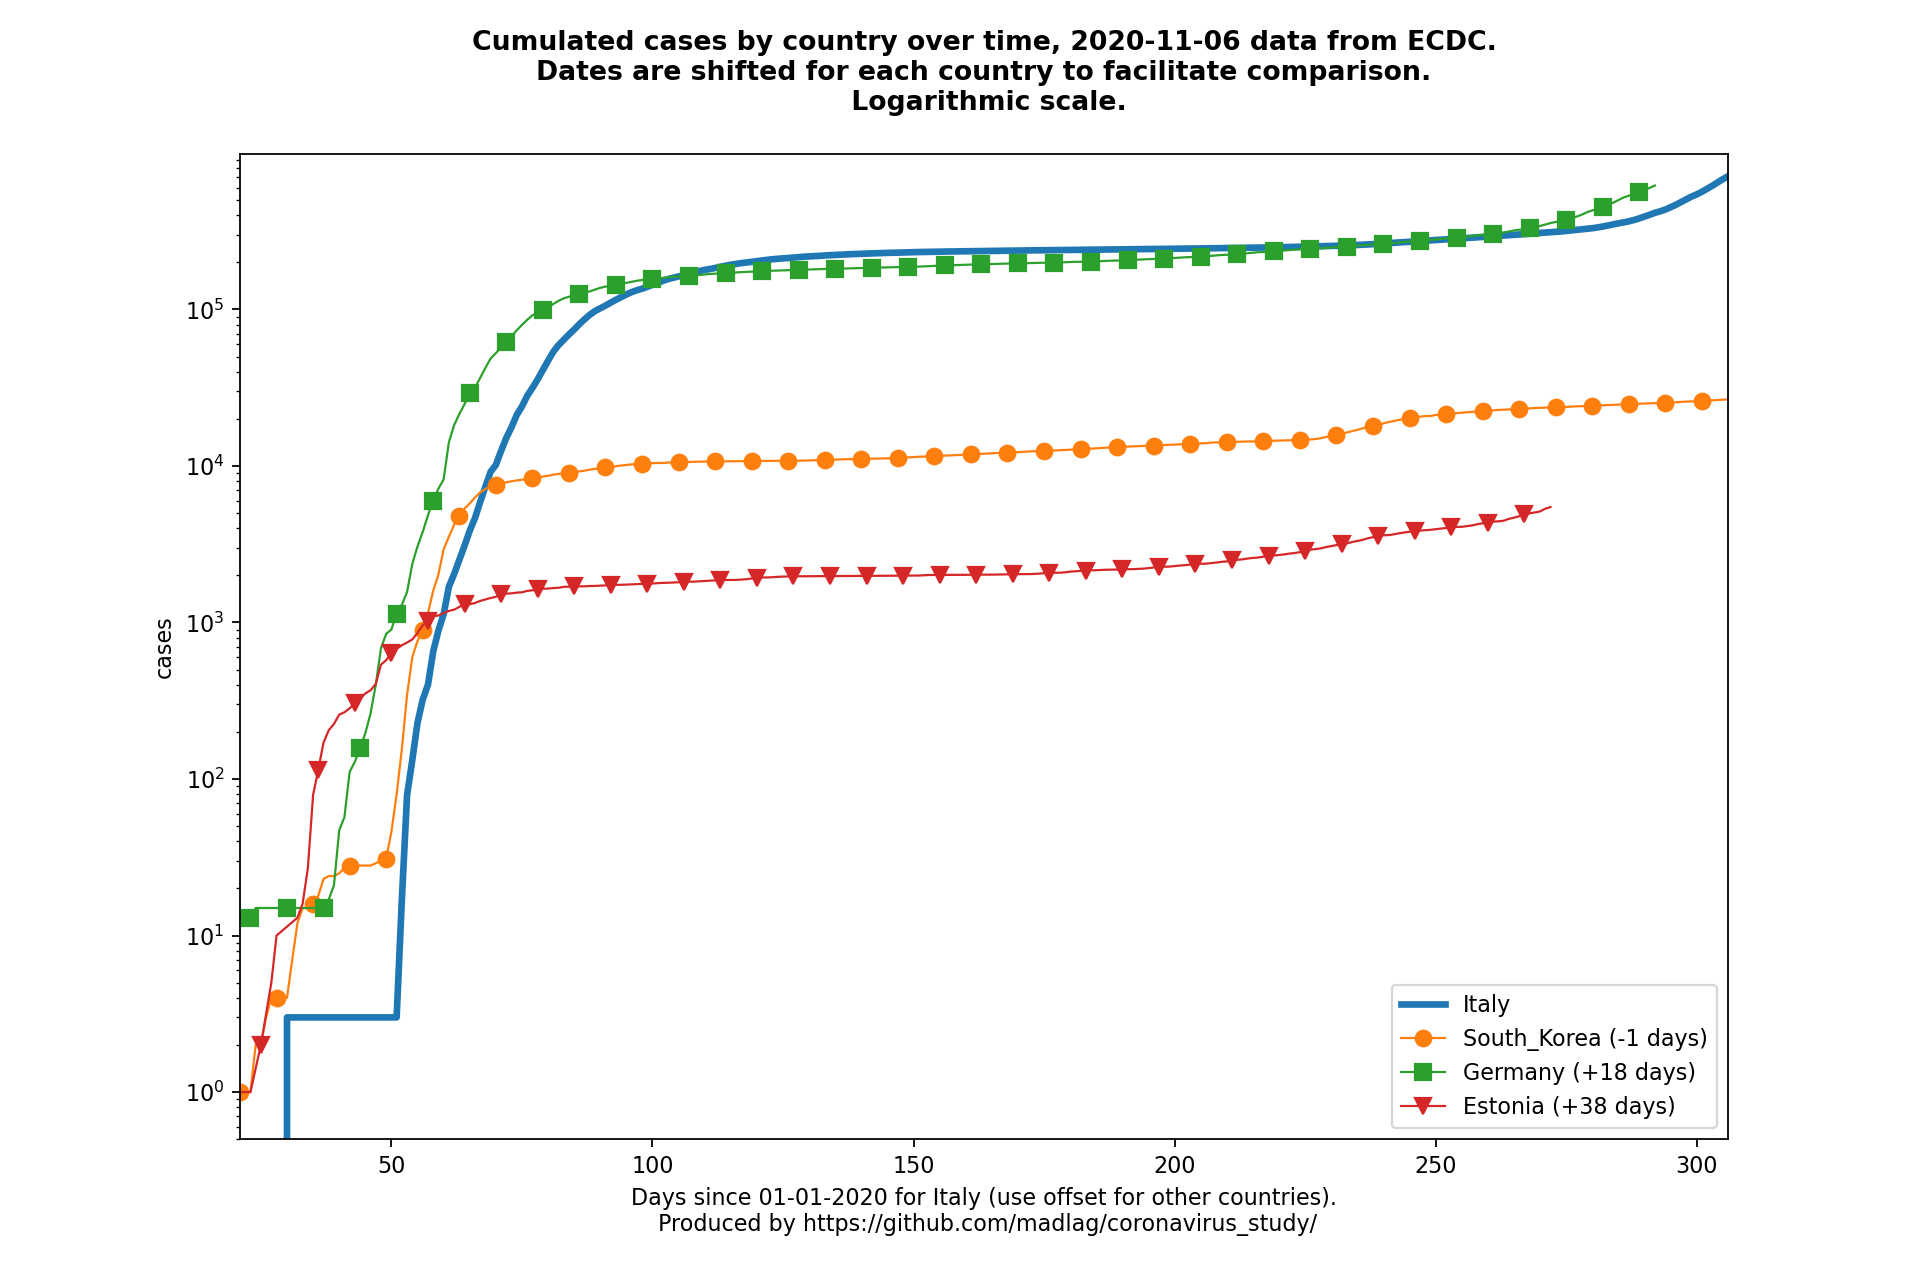 Cumulated cases by country over time, 2020-11-06 data from ECDC.
Dates are shifted for each country to facilitate comparison.
Logarithmic scale.
10^5
10^4
10^3
10^2
10^1
10^0
cases
Italy
South_Korea (-1 days)
Germany (+18 days)
Estonia (+38 days)
50 100 150 200 250 300
Days since 01-01-2020 for Italy (use offset for other countries).
Produced by https://github.com/madlag/coronavirus_study/